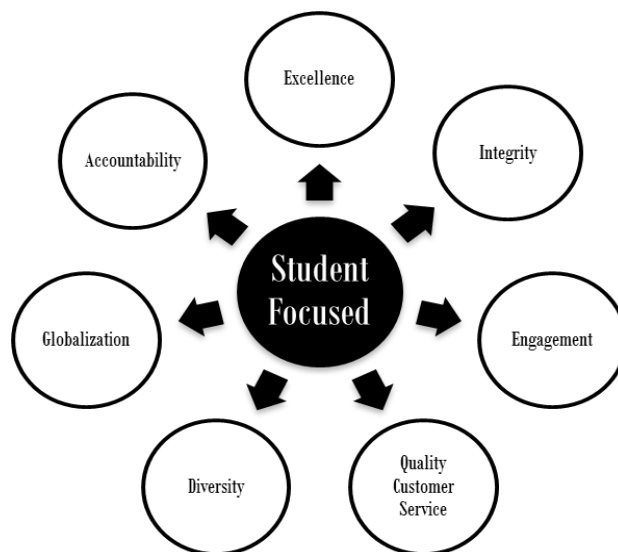 Excellence
Integrity
Engagement
Quality
Customer
Service
Diversity
Globalization
Accountability
Student
Focused